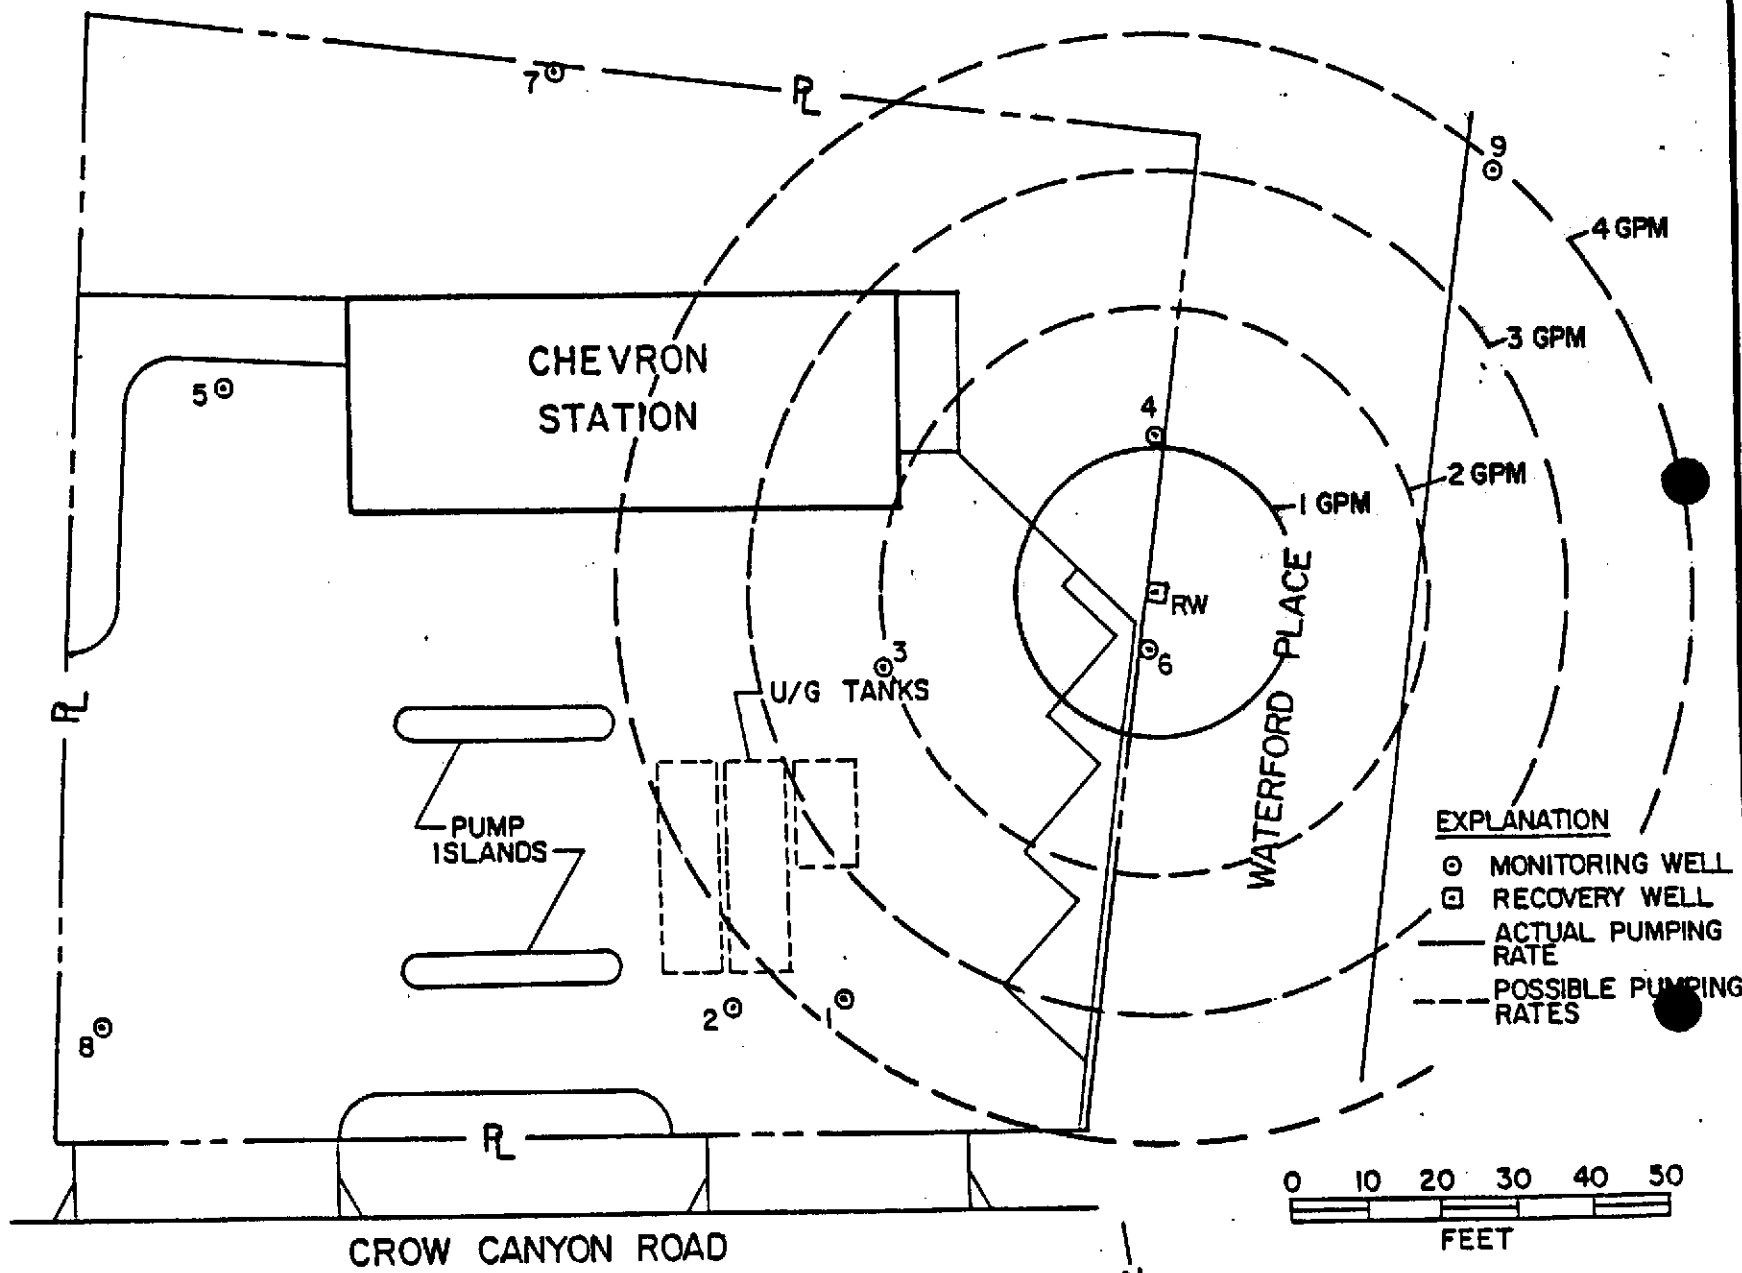 7
PL
9
4 GPM
3 GPM
CHEVRON
STATION
5
4
2 GPM
1 GPM
RW
3
6
U/G TANKS
WATERFORD PLACE
PL
PUMP
ISLANDS
EXPLANATION
MONITORING WELL
RECOVERY WELL
ACTUAL PUMPING
RATE
POSSIBLE PUMPING
RATES
2
1
8
PL
0 10 20 30 40 50
FEET
CROW CANYON ROAD